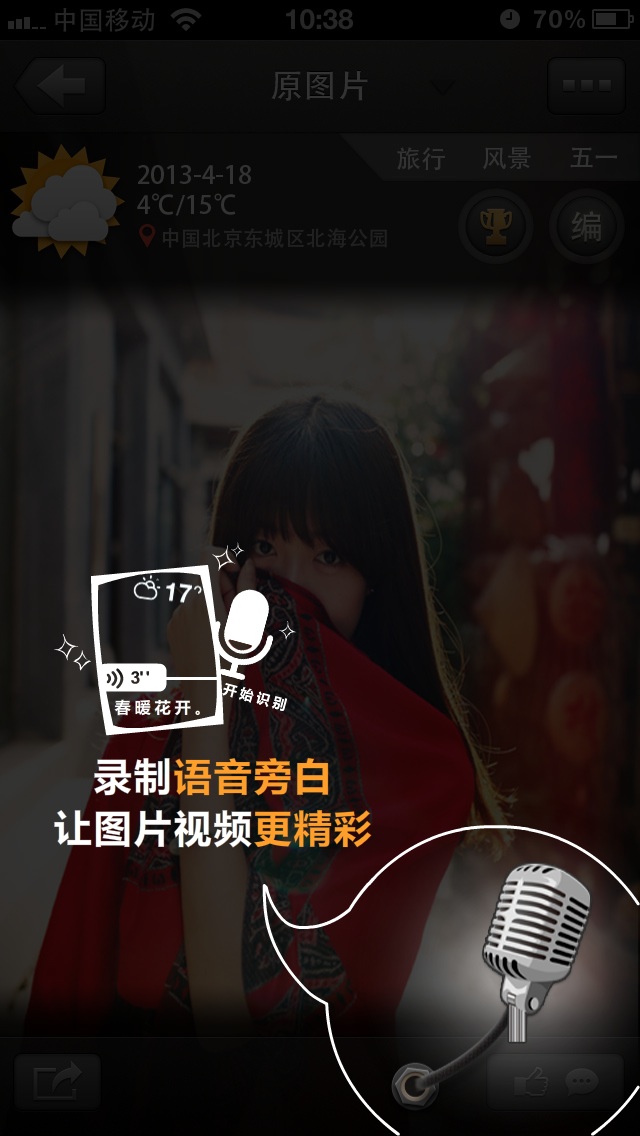 中国移动 10:38 70%
原图片
旅行 风景 五一
2013-4-18
4℃/15℃
中国北京东城区北海公园
编
17°
3''
春暖花开。
开始识别
录制语音旁白
让图片视频更精彩